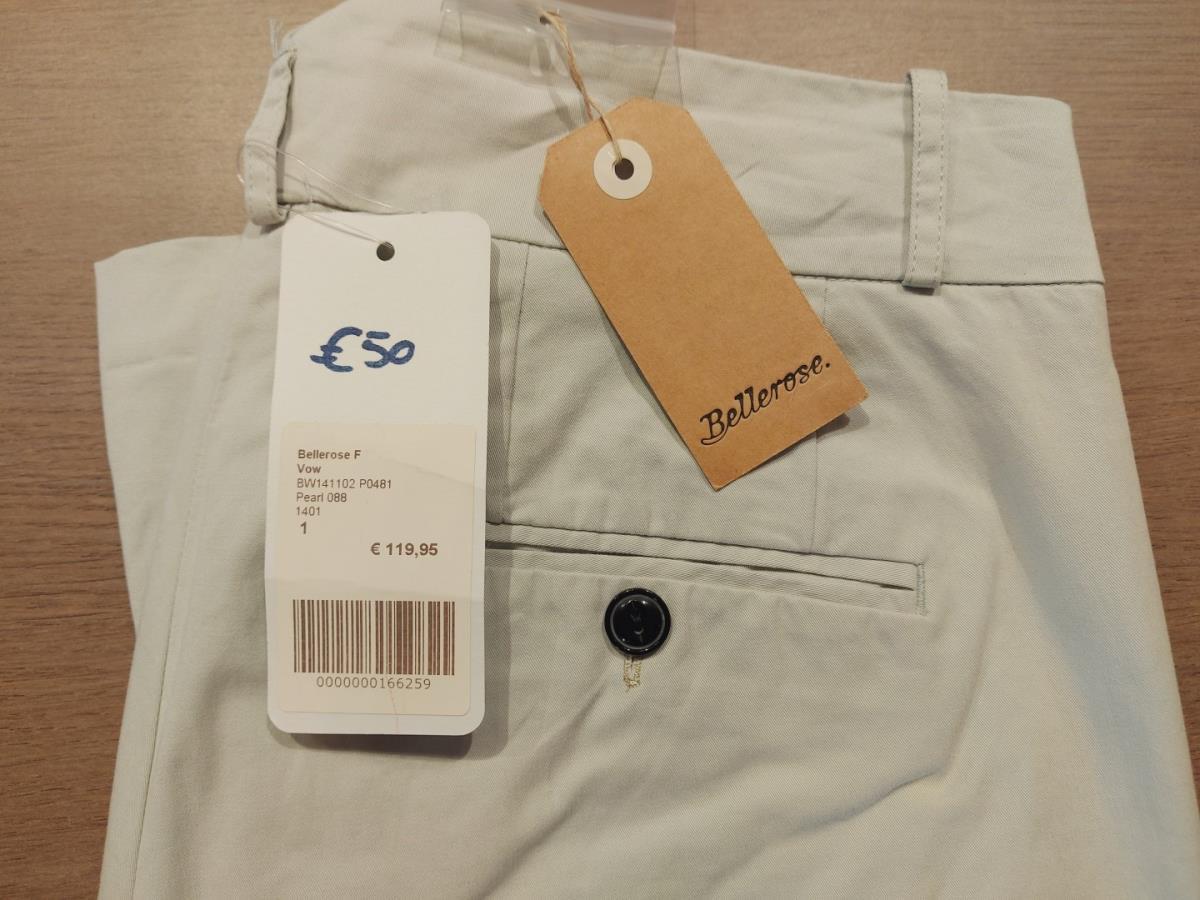 €50
Bellerose F
Vow
BW141102 P0481
Pearl 088
1401
1
€ 119,95
0000000166259
Bellerose.